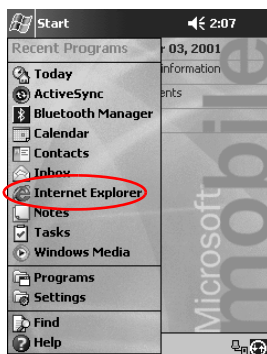 Start 2:07
Recent Programs r 03, 2001
Today information
ActiveSync ents
Bluetooth Manager
Calendar
Contacts
Inbox
Internet Explorer
Notes
Tasks
Windows Media
Programs
Settings
Find
Help
Microsoft
mobile